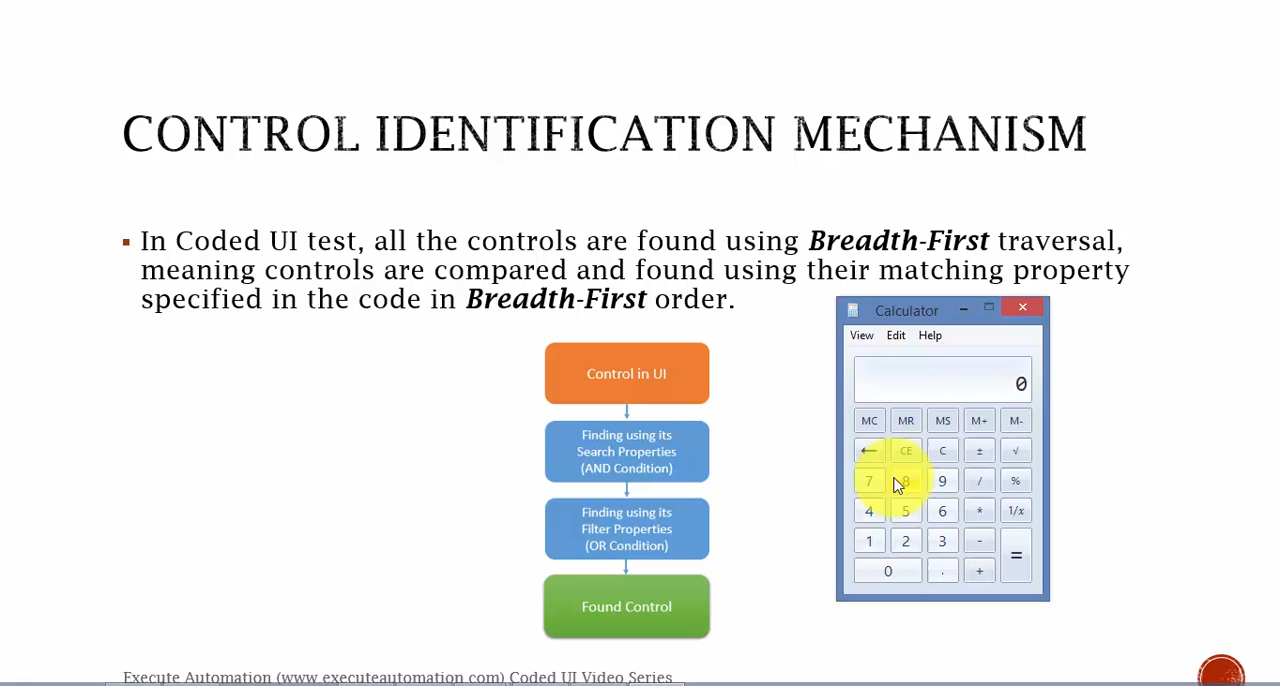 CONTROL IDENTIFICATION MECHANISM
In Coded UI test, all the controls are found using Breadth-First traversal,
meaning controls are compared and found using their matching property
specified in the code in Breadth-First order.
Control in UI
Finding using its
Search Properties
(AND Condition)
Finding using its
Filter Properties
(OR Condition)
Found Control
Calculator
View Edit Help
0
MC MR MS M+ M-
← CE C ± √
7 8 9 / %
4 5 6 * 1/x
1 2 3 - =
0 . +
Execute Automation (www.executeautomation.com) Coded UI Video Series